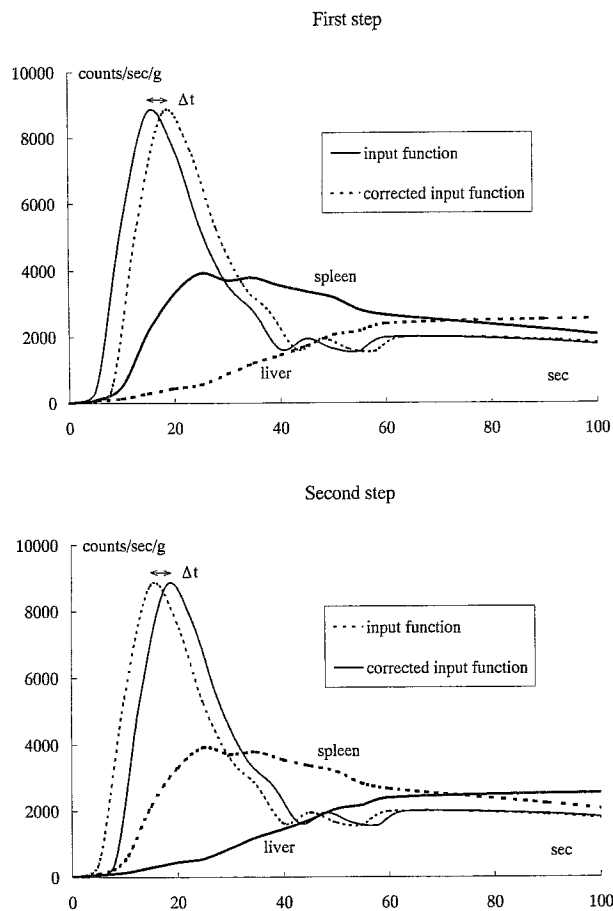 First step
counts/sec/g
10000
Δt
8000
input function
corrected input function
6000
4000
spleen
2000
liver
sec
0
0 20 40 60 80 100
Second step
counts/sec/g
10000
Δt
8000
input function
corrected input function
6000
4000
spleen
2000
liver
sec
0
0 20 40 60 80 100